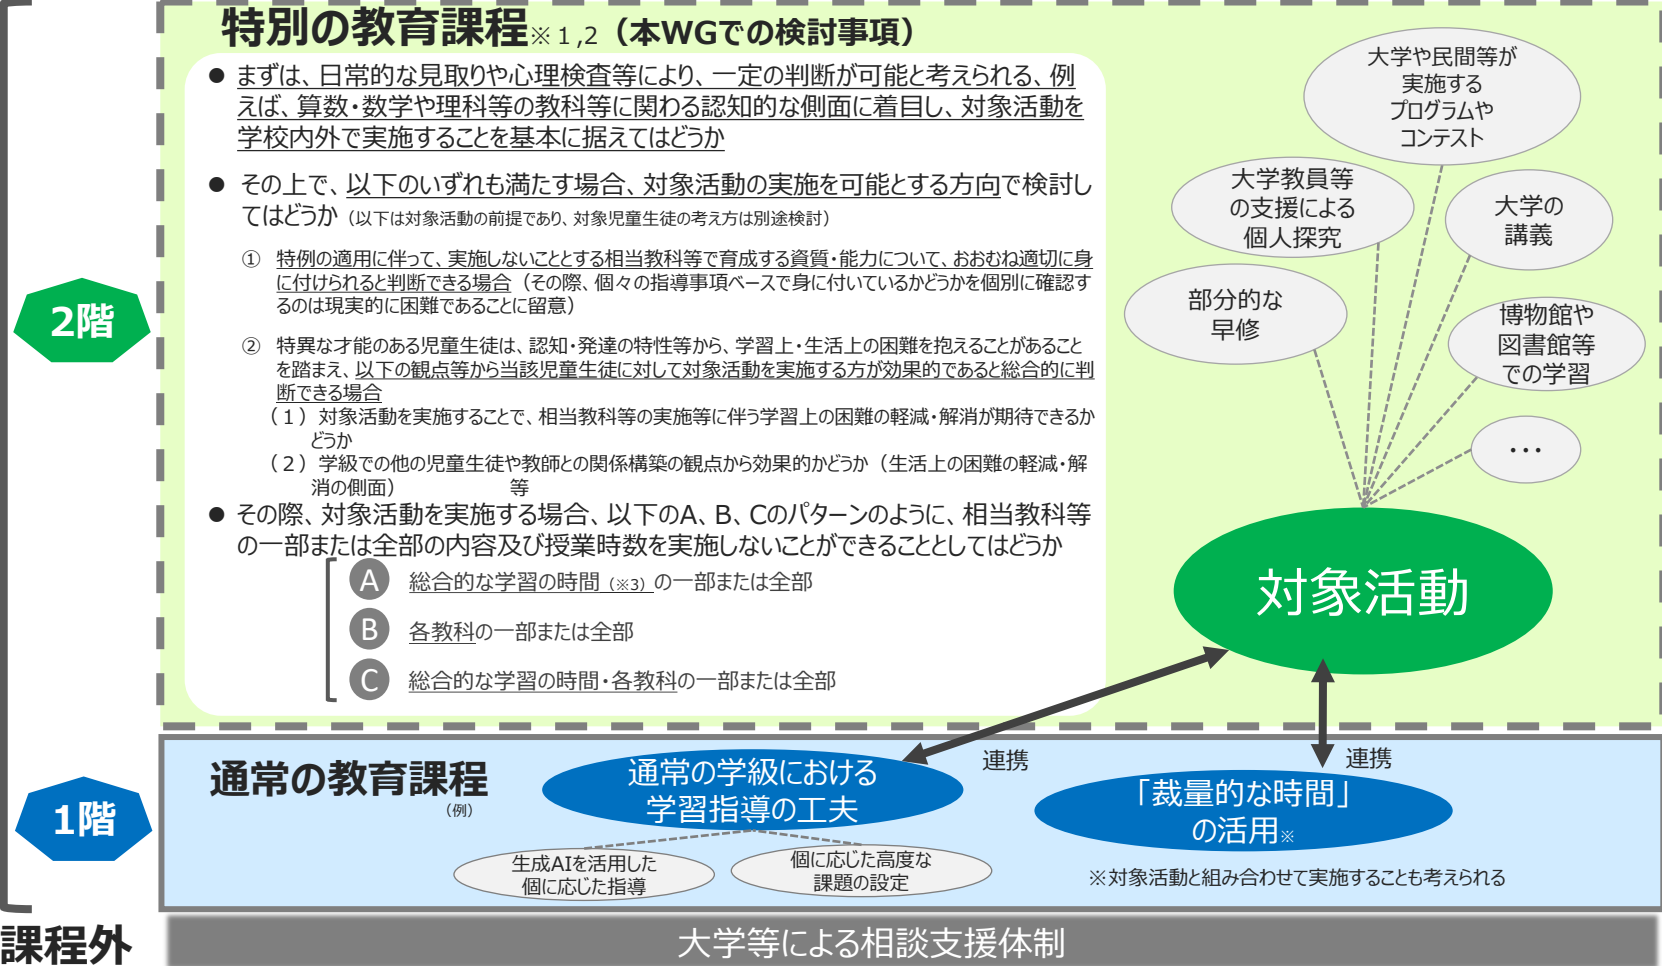 特別の教育課程※1,2（本WGでの検討事項）
● まずは、日常的な見取りや心理検査等により、一定の判断が可能と考えられる、例
えば、算数・数学や理科等の教科等に関わる認知的な側面に着目し、対象活動を
学校内外で実施することを基本に据えてはどうか
● その上で、以下のいずれも満たす場合、対象活動の実施を可能とする方向で検討し
てはどうか（以下は対象活動の前提であり、対象児童生徒の考え方は別途検討）
① 特例の適用に伴って、実施しないこととする相当教科等で育成する資質・能力について、おおむね適切に身
に付けられると判断できる場合（その際、個々の指導事項ベースで身に付いているかどうかを個別に確認す
るのは現実的に困難であることに留意）
② 特異な才能のある児童生徒は、認知・発達の特性等から、学習上・生活上の困難を抱えることがあること
を踏まえ、以下の観点等から当該児童生徒に対して対象活動を実施する方が効果的であると総合的に判
断できる場合
（1）対象活動を実施することで、相当教科等の実施等に伴う学習上の困難の軽減・解消が期待できるか
どうか
（2）学級での他の児童生徒や教師との関係構築の観点から効果的かどうか（生活上の困難の軽減・解
消の側面） 等
● その際、対象活動を実施する場合、以下のA、B、Cのパターンのように、相当教科等
の一部または全部の内容及び授業時数を実施しないことができることとしてはどうか
A 総合的な学習の時間（※3）の一部または全部
B 各教科の一部または全部
C 総合的な学習の時間・各教科の一部または全部
大学や民間等が
実施する
プログラムや
コンテスト
大学教員等
の支援による
個人探究
大学の
講義
部分的な
早修
博物館や
図書館等
での学習
…
対象活動
2階
連携
連携
通常の教育課程
（例）
通常の学級における
学習指導の工夫
「裁量的な時間」
の活用※
1階
生成AIを活用した
個に応じた指導
個に応じた高度な
課題の設定
※対象活動と組み合わせて実施することも考えられる
課程外
大学等による相談支援体制